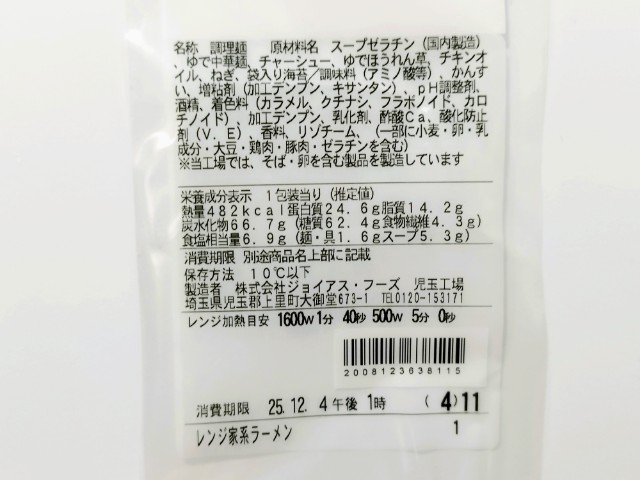 名称 調理麺 原材料名 スープゼラチン(国内製造)
、ゆで中華麺、チャーシュー、ゆでほうれん草、チキンオ
イル、ねぎ、袋入り海苔/調味料(アミノ酸等)、かんす
い、増粘剤(加工デンプン、キサンタン)、pH調整剤、
酒精、着色料(カラメル、クチナシ、フラボノイド、カロ
チノイド)、加工デンプン、乳化剤、酢酸Ca、酸化防止
剤(V.E)、香料、リゾチーム、(一部に小麦・卵・乳
成分・大豆・鶏肉・豚肉・ゼラチンを含む)
※当工場では、そば・卵を含む製品を製造しています
栄養成分表示 1包装当り(推定値)
熱量482kcal蛋白質24.6g脂質14.2g
炭水化物66.7g(糖質62.4g食物繊維4.3g)
食塩相当量6.9g(麺・具1.6gスープ5.3g)
消費期限 別途商品名上部に記載
保存方法 10℃以下
製造者 株式会社ジョイアス・フーズ 児玉工場
埼玉県児玉郡上里町大御堂673-1 TEL0120-153171
レンジ加熱目安 1600W 1分 40秒 500W 5分 0秒
2008123638115
消費期限 25.12. 4午後 1時 (4)11
レンジ家系ラーメン 1